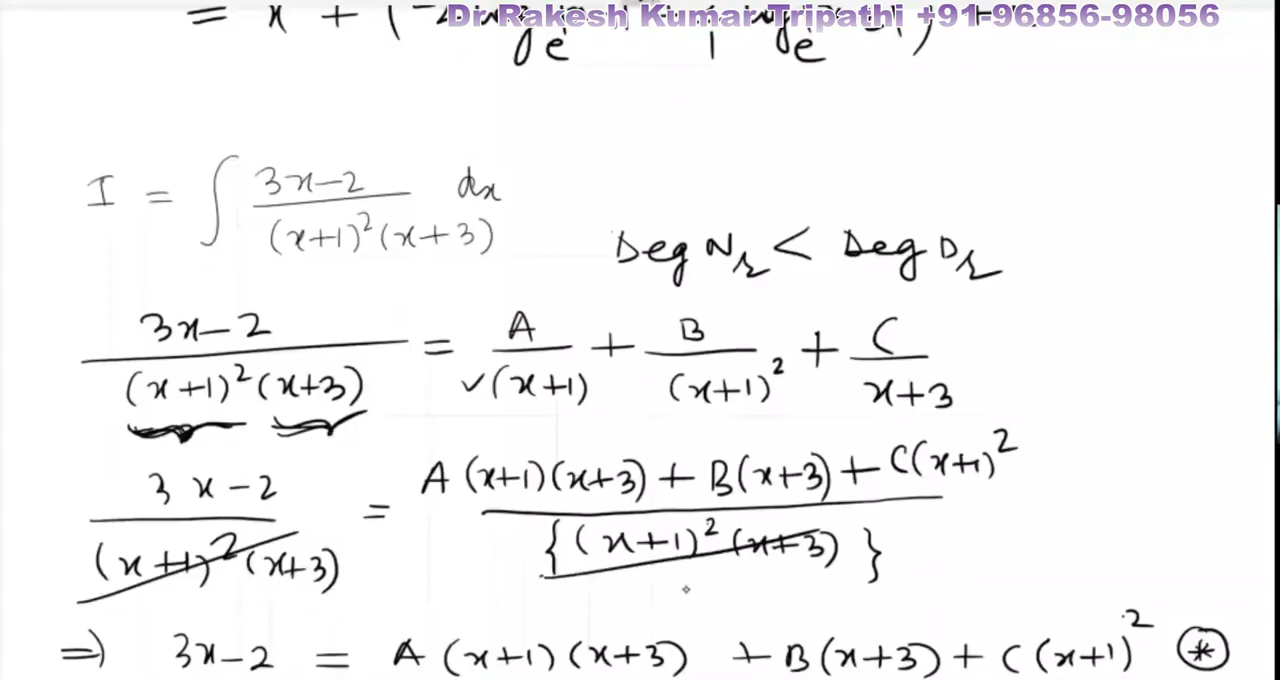 Dr.Rakesh Kumar Tripathi +91-96856-98056
= x +
I = ∫ (3x-2)/((x+1)²(x+3)) dx
Deg Nr < Deg Dr
(3x-2)/((x+1)²(x+3)) = A/(x+1) + B/(x+1)² + C/(x+3)
(3x-2)/((x+1)²(x+3)) = (A(x+1)(x+3) + B(x+3) + C(x+1)²)/{(x+1)²(x+3)}
=) 3x-2 = A(x+1)(x+3) + B(x+3) + C(x+1)² *